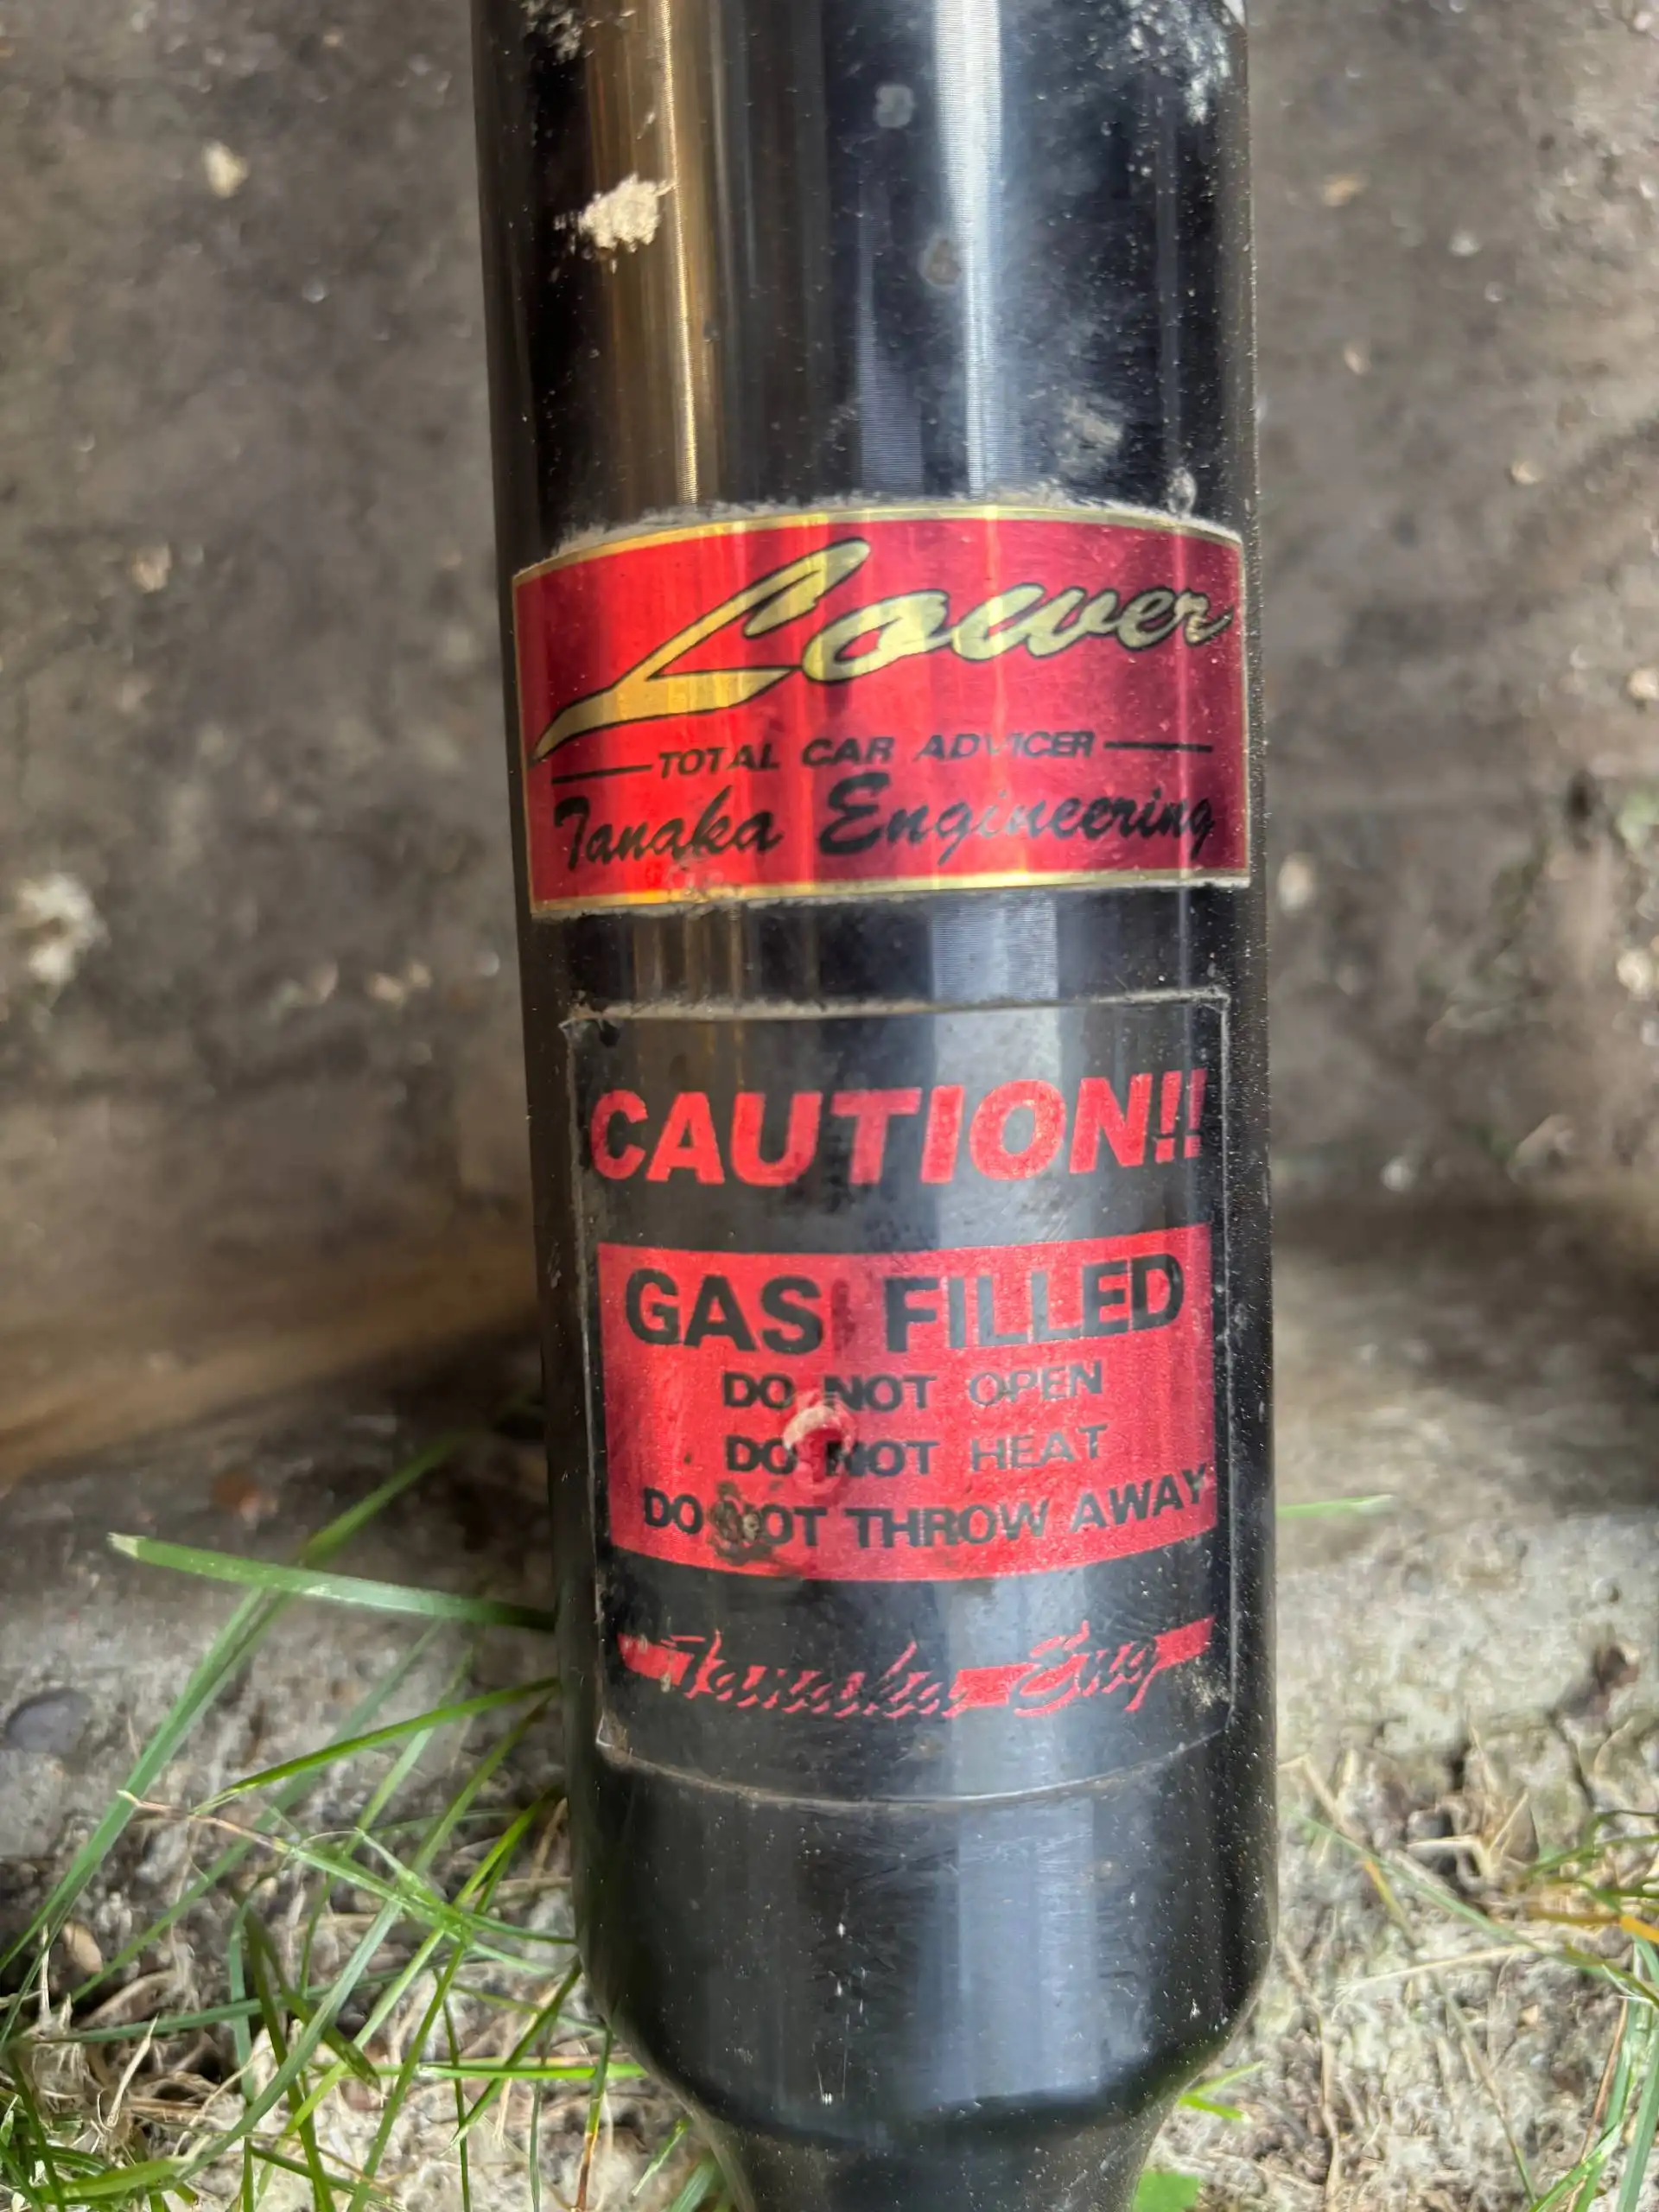 Lower
TOTAL CAR ADVICER
Tanaka Engineering
CAUTION!!
GAS FILLED
DO NOT OPEN
DO NOT HEAT
DO NOT THROW AWAY
Tanaka Eng